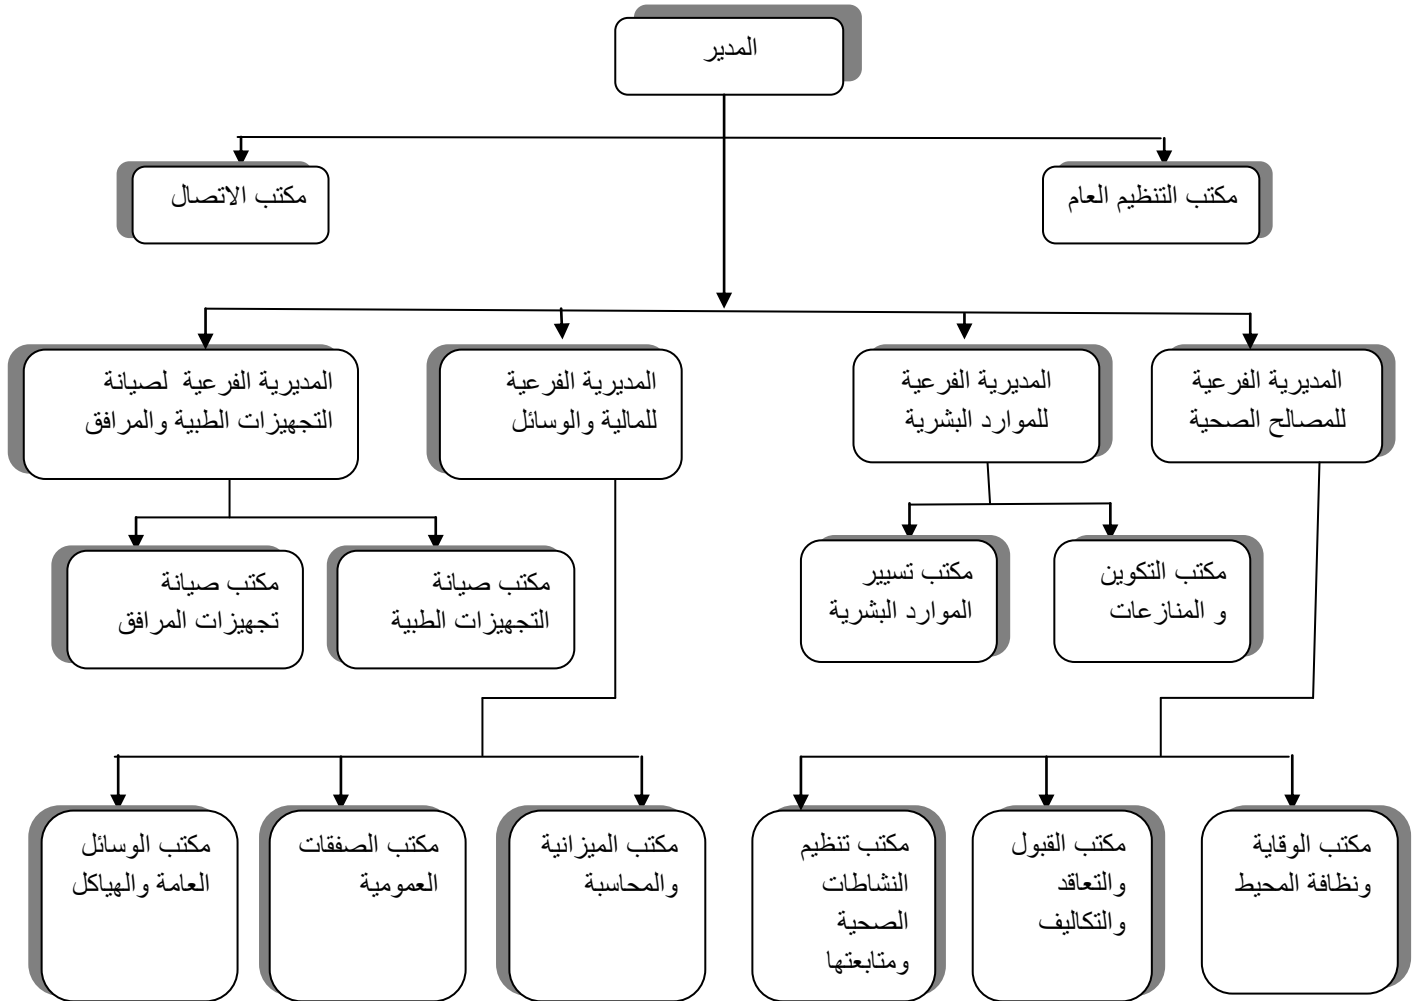 المدير
مكتب التنظيم العام
مكتب الاتصال
المديرية الفرعية
للمصالح الصحية
المديرية الفرعية
للموارد البشرية
المديرية الفرعية
للمالية والوسائل
المديرية الفرعية لصيانة
التجهيزات الطبية والمرافق
مكتب التكوين
و المنازعات
مكتب تسيير
الموارد البشرية
مكتب صيانة
التجهيزات الطبية
مكتب صيانة
تجهيزات المرافق
مكتب الوقاية
ونظافة المحيط
مكتب القبول
والتعاقد
والتكاليف
مكتب تنظيم
النشاطات
الصحية
ومتابعتها
مكتب الميزانية
والمحاسبة
مكتب الصفقات
العمومية
مكتب الوسائل
العامة والهياكل